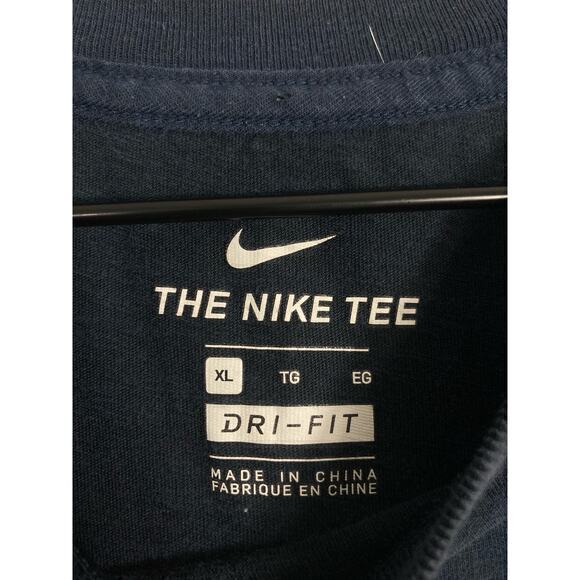 THE NIKE TEE
XL TG EG
DRI-FIT
MADE IN CHINA
FABRIQUE EN CHINE